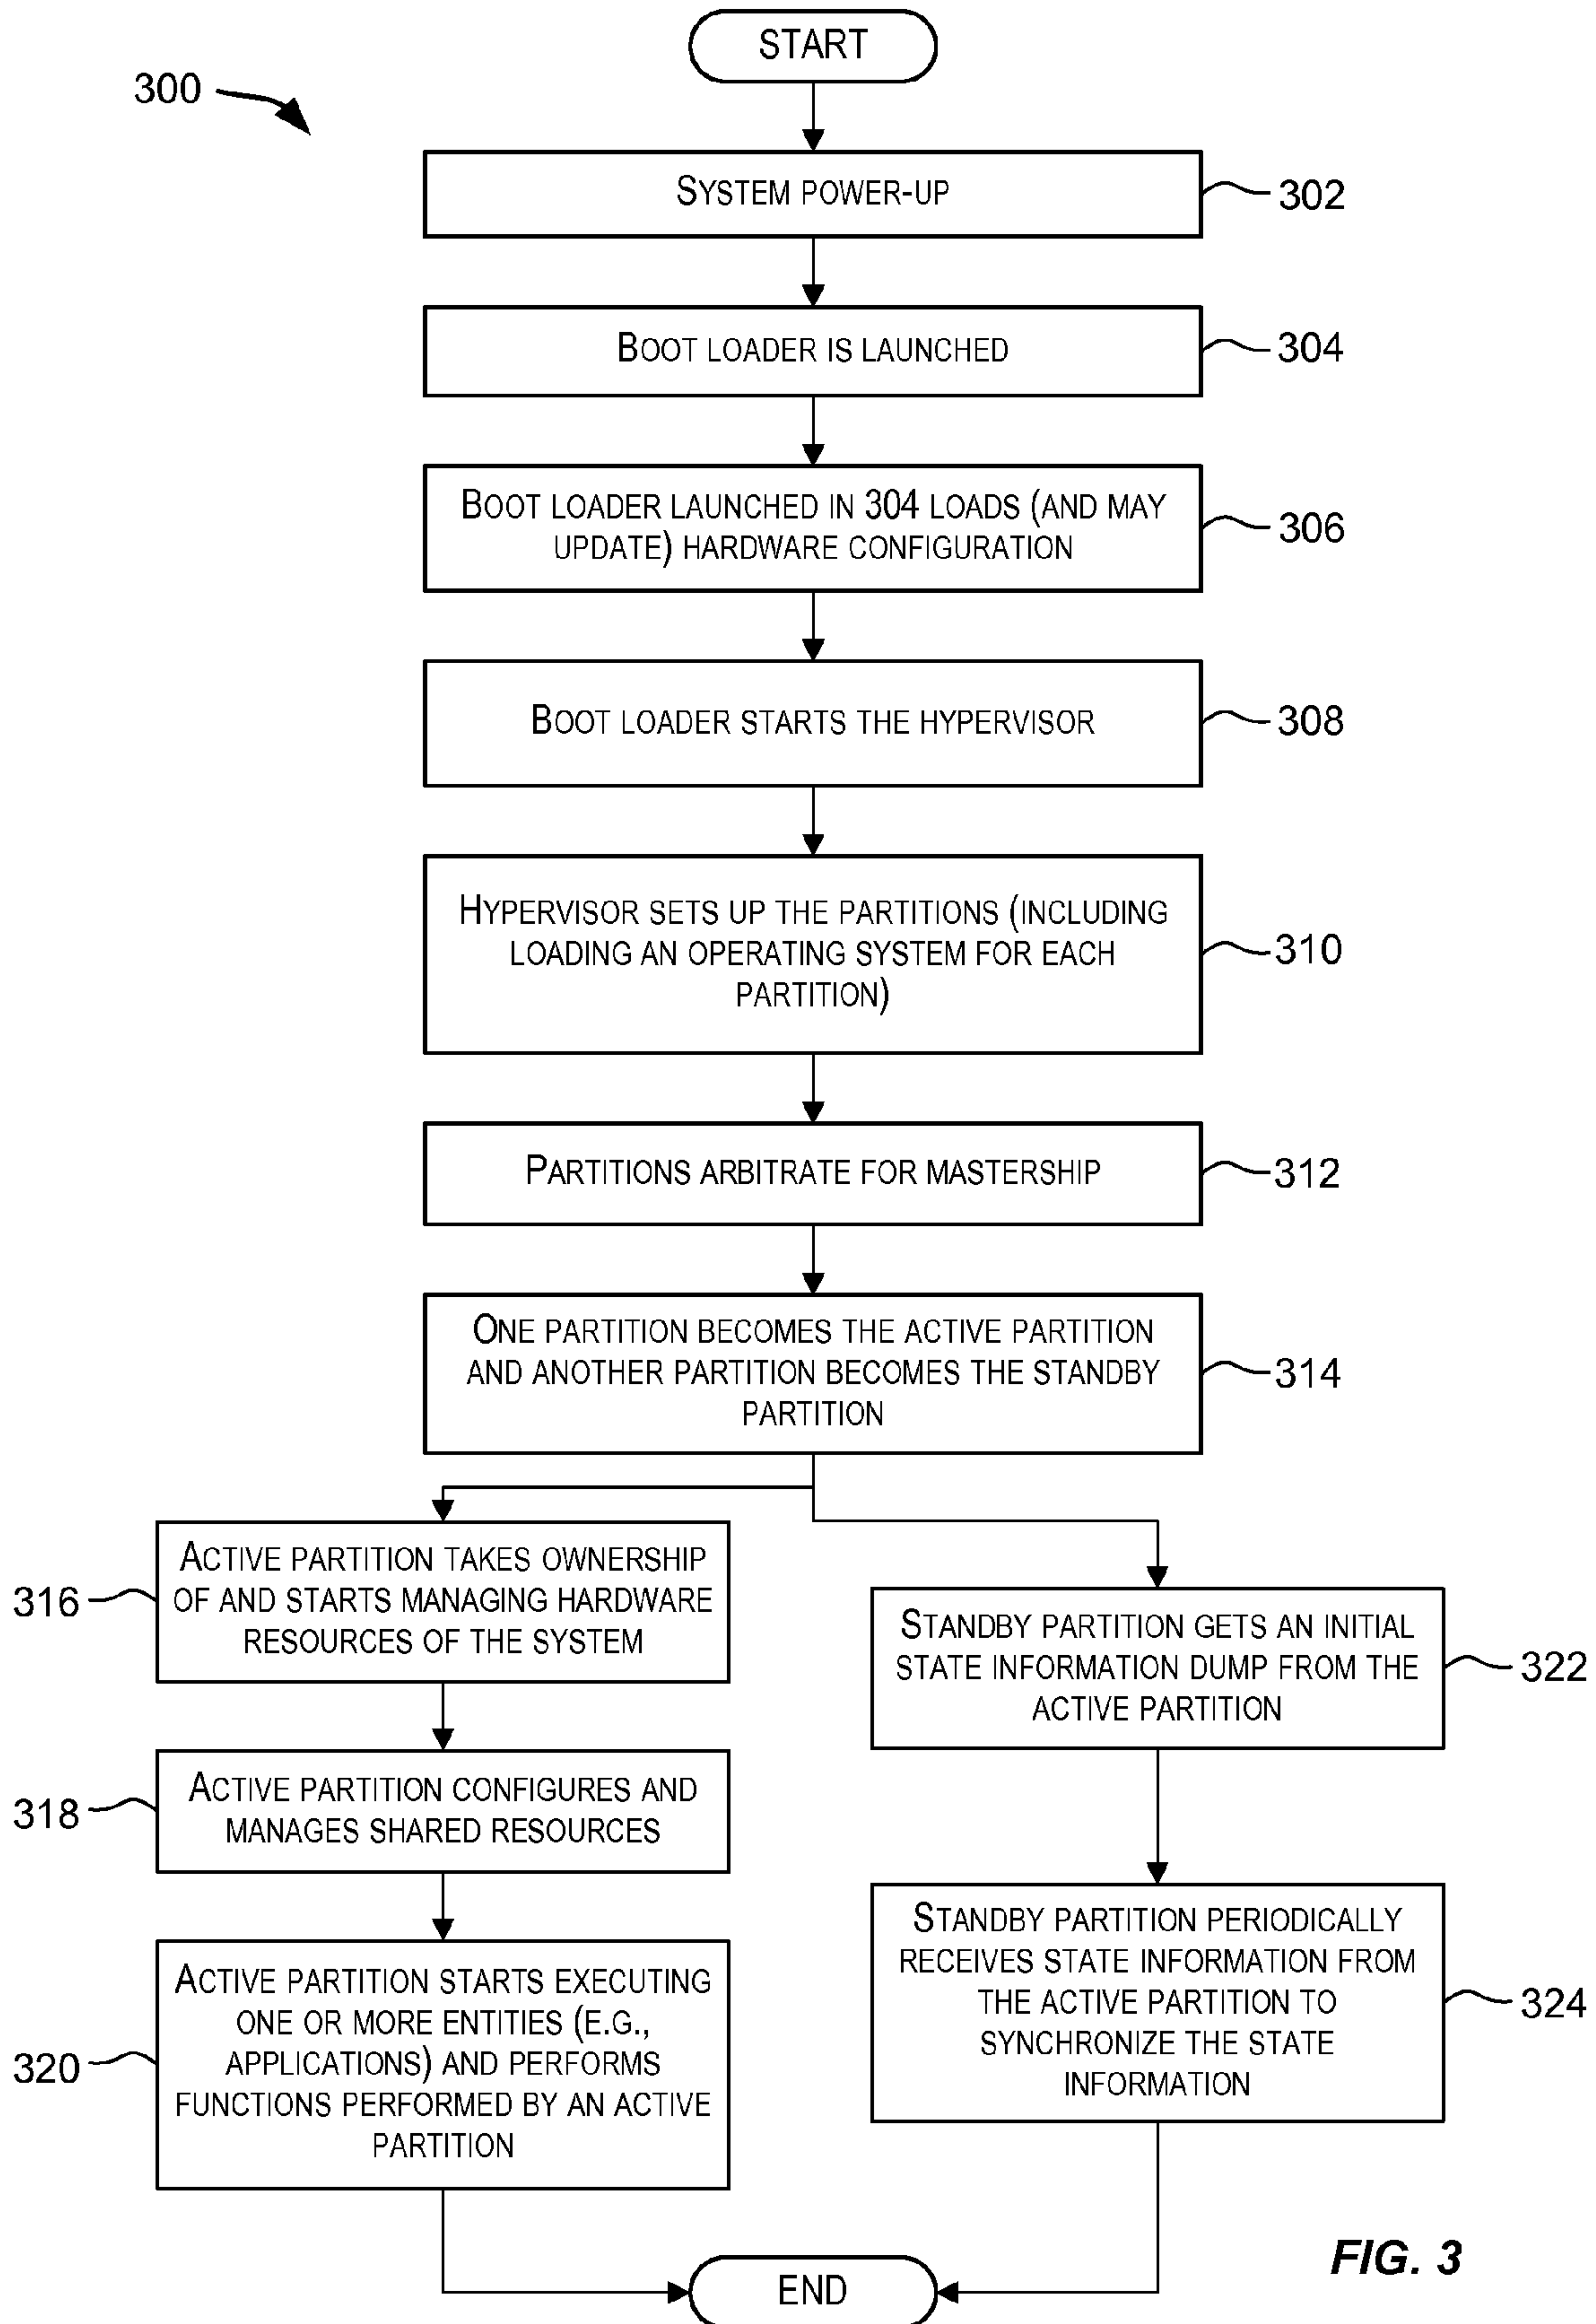 START
300
SYSTEM POWER-UP
302
BOOT LOADER IS LAUNCHED
304
BOOT LOADER LAUNCHED IN 304 LOADS (AND MAY
UPDATE) HARDWARE CONFIGURATION
306
BOOT LOADER STARTS THE HYPERVISOR
308
HYPERVISOR SETS UP THE PARTITIONS (INCLUDING
LOADING AN OPERATING SYSTEM FOR EACH
PARTITION)
310
PARTITIONS ARBITRATE FOR MASTERSHIP
312
ONE PARTITION BECOMES THE ACTIVE PARTITION
AND ANOTHER PARTITION BECOMES THE STANDBY
PARTITION
314
ACTIVE PARTITION TAKES OWNERSHIP
OF AND STARTS MANAGING HARDWARE
RESOURCES OF THE SYSTEM
316
ACTIVE PARTITION CONFIGURES AND
MANAGES SHARED RESOURCES
318
ACTIVE PARTITION STARTS EXECUTING
ONE OR MORE ENTITIES (E.G.,
APPLICATIONS) AND PERFORMS
FUNCTIONS PERFORMED BY AN ACTIVE
PARTITION
320
STANDBY PARTITION GETS AN INITIAL
STATE INFORMATION DUMP FROM THE
ACTIVE PARTITION
322
STANDBY PARTITION PERIODICALLY
RECEIVES STATE INFORMATION FROM
THE ACTIVE PARTITION TO
SYNCHRONIZE THE STATE
INFORMATION
324
END
FIG. 3